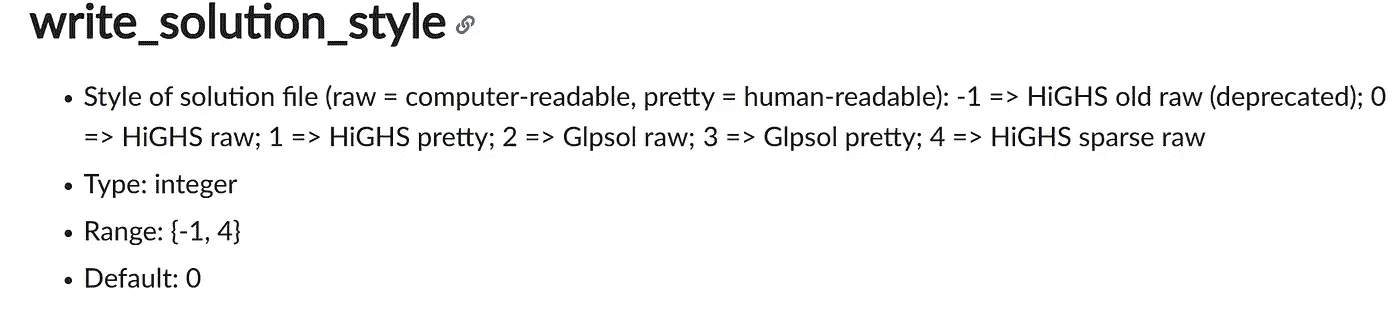 write_solution_style
• Style of solution file (raw = computer-readable, pretty = human-readable): -1 => HiGHS old raw (deprecated); 0
=> HiGHS raw; 1 => HiGHS pretty; 2 => Glpsol raw; 3 => Glpsol pretty; 4 => HiGHS sparse raw
• Type: integer
• Range: {-1, 4}
• Default: 0